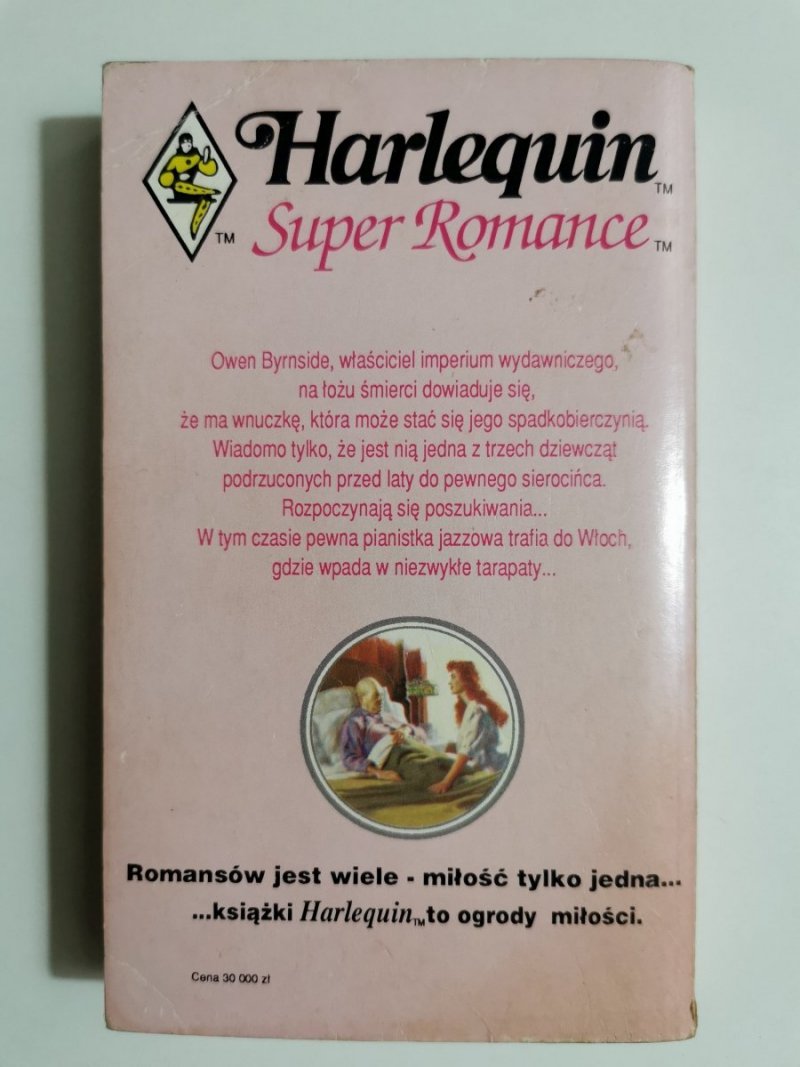 Harlequin TM
TM Super Romance TM
Owen Byrnside, właściciel imperium wydawniczego,
na łożu śmierci dowiaduje się,
że ma wnuczkę, która może stać się jego spadkobierczynią.
Wiadomo tylko, że jest nią jedna z trzech dziewcząt
podrzuconych przed laty do pewnego sierocińca.
Rozpoczynają się poszukiwania...
W tym czasie pewna pianistka jazzowa trafia do Włoch,
gdzie wpada w niezwykłe tarapaty...
Romansów jest wiele - miłość tylko jedna...
...książki Harlequin TM to ogrody miłości.
Cena 30 000 zł